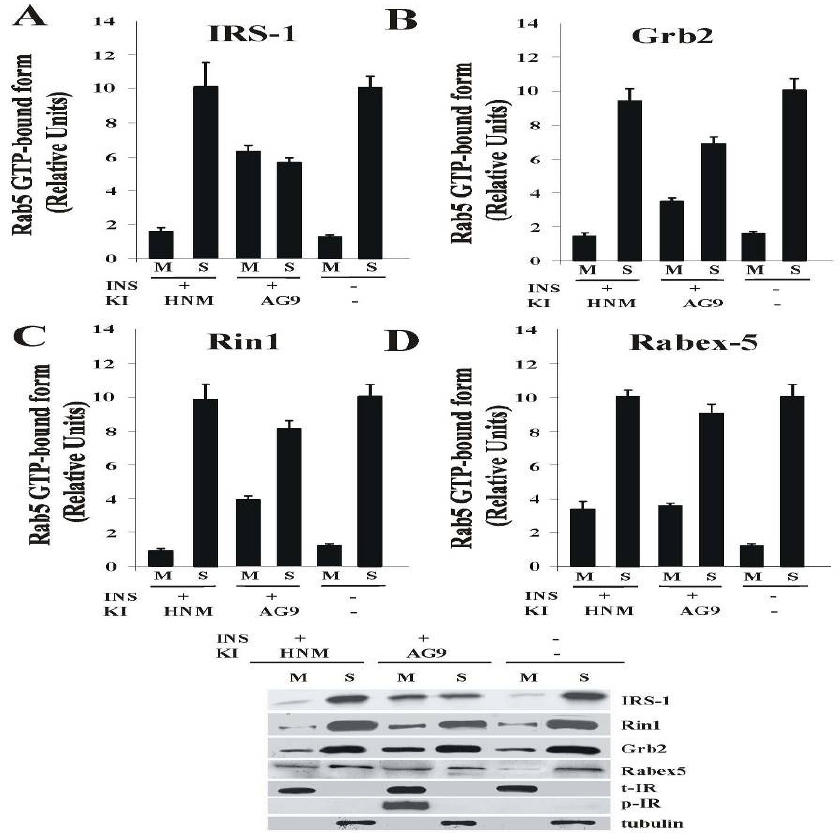 A
IRS-1
Rab5 GTP-bound form
(Relative Units)
14
12
10
8
6
4
2
0
M S M S M S
INS + + -
KI HNM AG9 -
B
Grb2
Rab5 GTP-bound form
(Relative Units)
14
12
10
8
6
4
2
0
M S M S M S
INS + + -
KI HNM AG9 -
C
Rin1
Rab5 GTP-bound form
(Relative Units)
14
12
10
8
6
4
2
0
M S M S M S
INS + + -
KI HNM AG9 -
D
Rabex-5
Rab5 GTP-bound form
(Relative Units)
14
12
10
8
6
4
2
0
M S M S M S
INS + + -
KI HNM AG9 -
INS + + -
KI HNM AG9 -
M S M S M S
IRS-1
Rin1
Grb2
Rabex5
t-IR
p-IR
tubulin